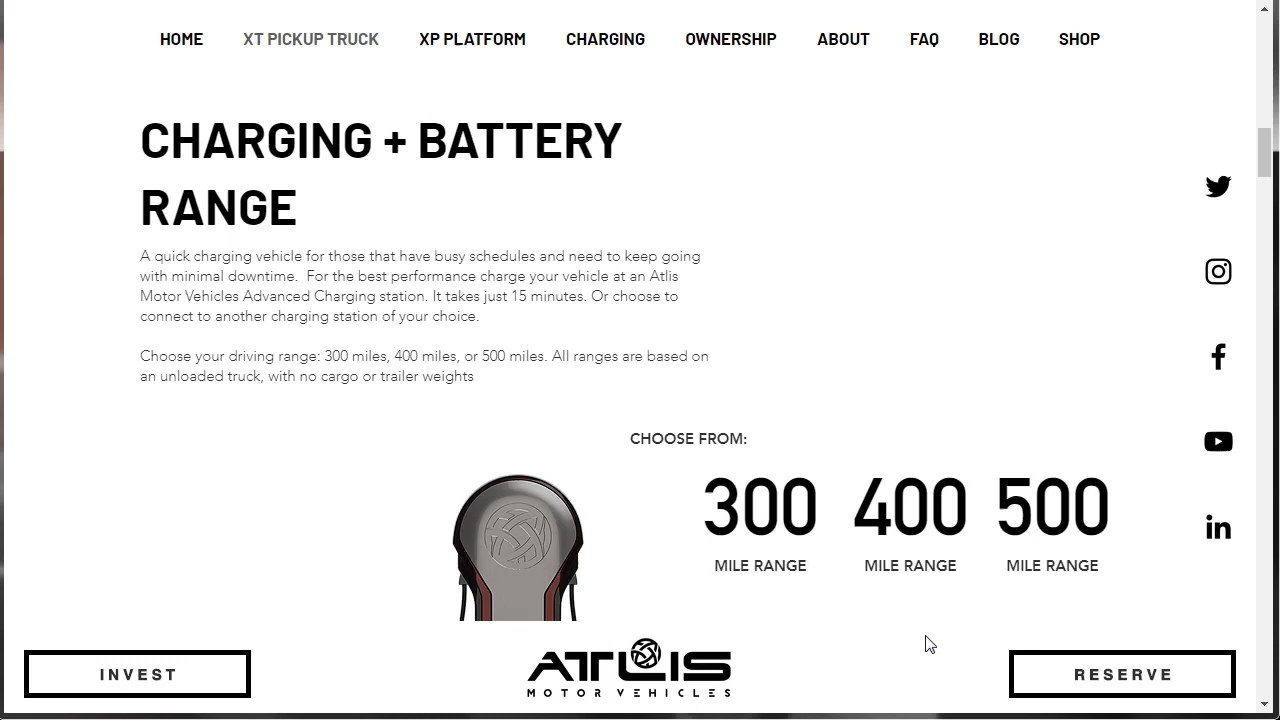 HOME XT PICKUP TRUCK XP PLATFORM CHARGING OWNERSHIP ABOUT FAQ BLOG SHOP
CHARGING + BATTERY
RANGE
A quick charging vehicle for those that have busy schedules and need to keep going
with minimal downtime.  For the best performance charge your vehicle at an Atlis
Motor Vehicles Advanced Charging station. It takes just 15 minutes. Or choose to
connect to another charging station of your choice.
Choose your driving range: 300 miles, 400 miles, or 500 miles. All ranges are based on
an unloaded truck, with no cargo or trailer weights
CHOOSE FROM:
300 400 500
MILE RANGE MILE RANGE MILE RANGE
INVEST
ATLIS
MOTOR VEHICLES
RESERVE